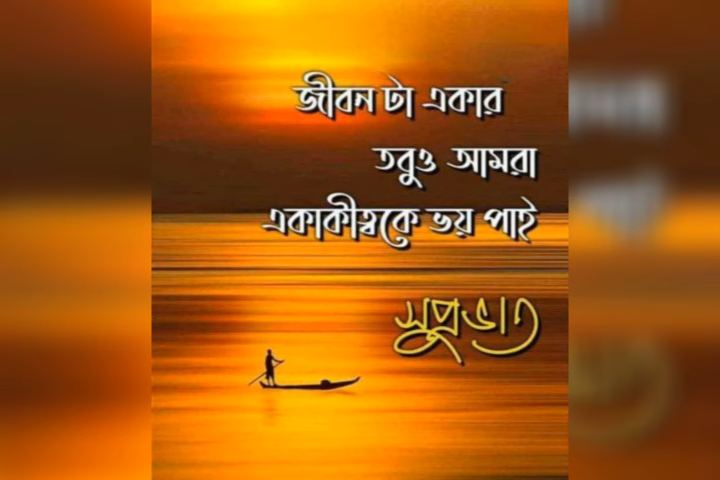 জীবন টা একার
তবুও আমরা
একাকীত্বকে ভয় পাই
সুপ্রভাত